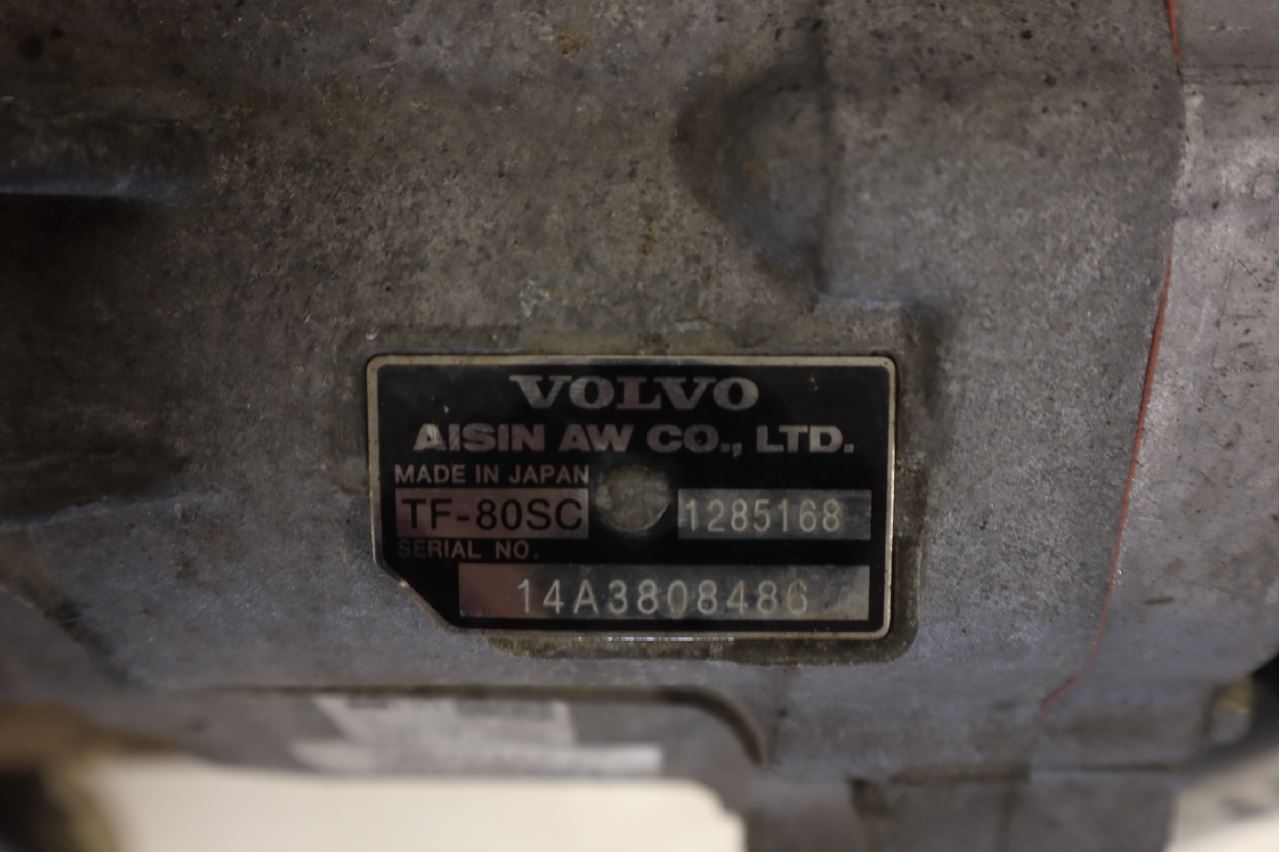 VOLVO
AISIN AW CO., LTD.
MADE IN JAPAN
TF-80SC 1285168
SERIAL NO.
14A3808486